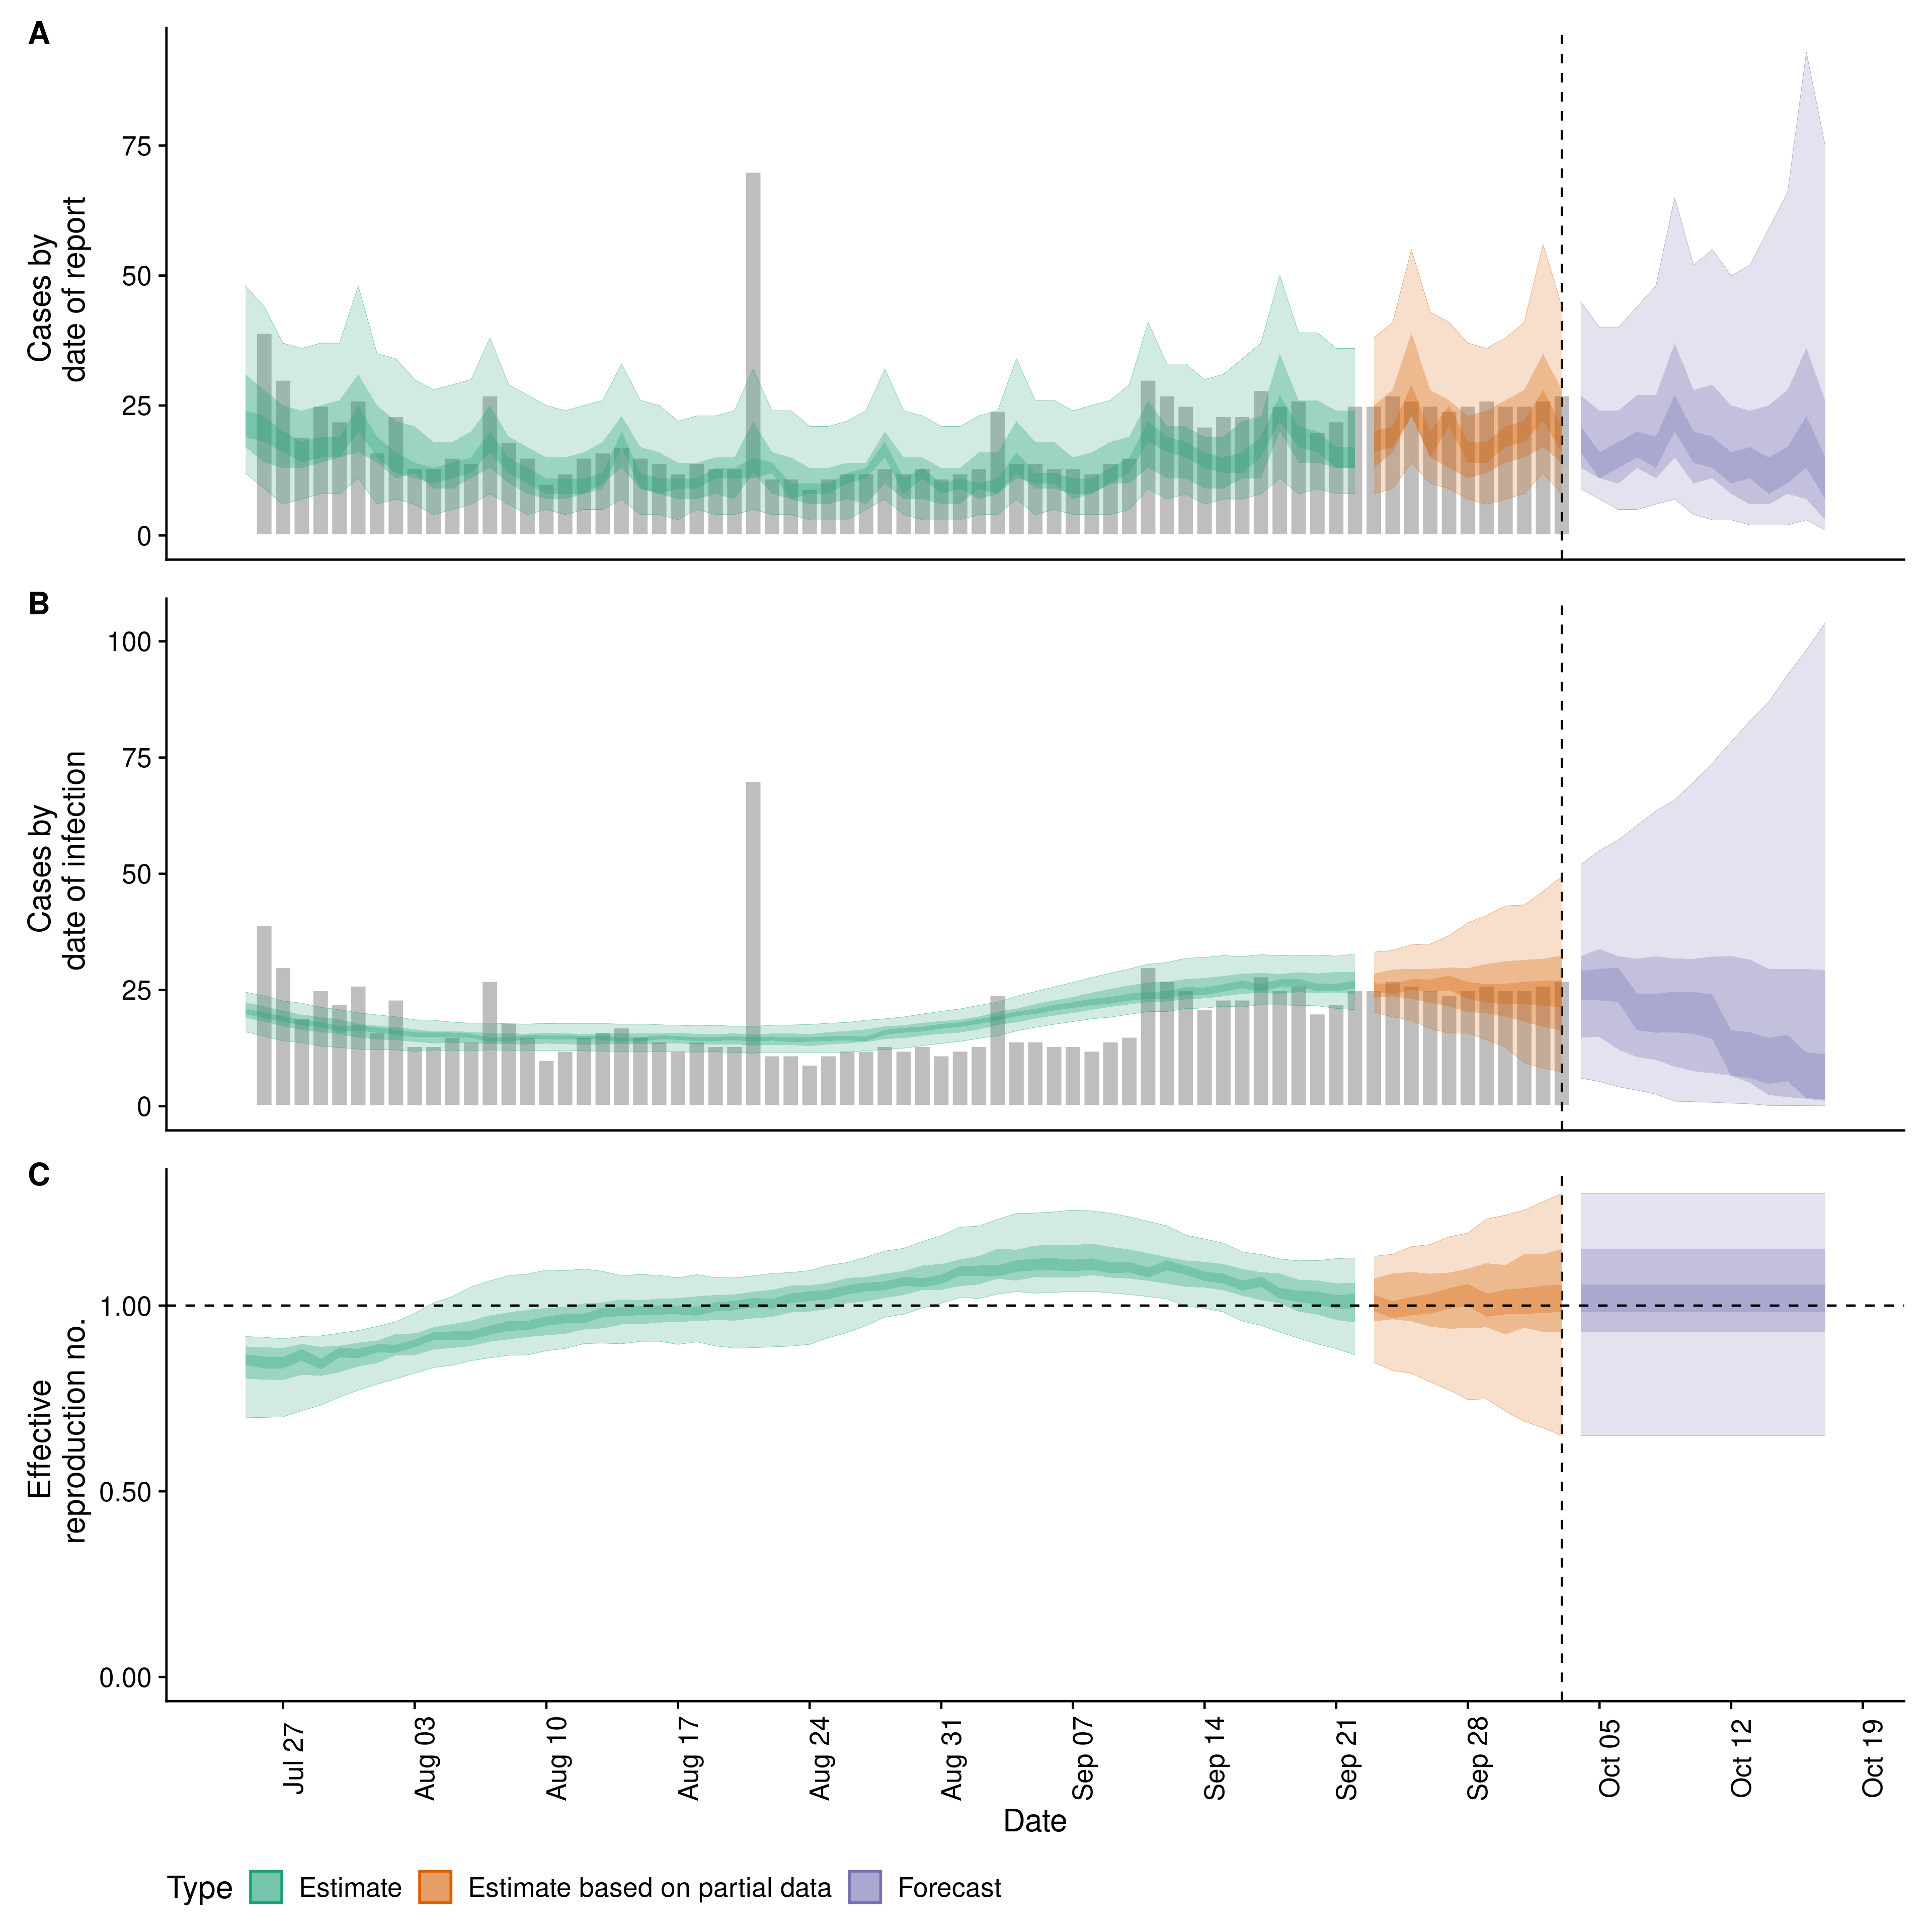 A
Cases by
date of report
75
50
25
0
B
Cases by
date of infection
100
75
50
25
0
C
Effective
reproduction no.
1.00
0.50
0.00
Jul 27
Aug 03
Aug 10
Aug 17
Aug 24
Aug 31
Sep 07
Sep 14
Sep 21
Sep 28
Oct 05
Oct 12
Oct 19
Date
Type Estimate Estimate based on partial data Forecast